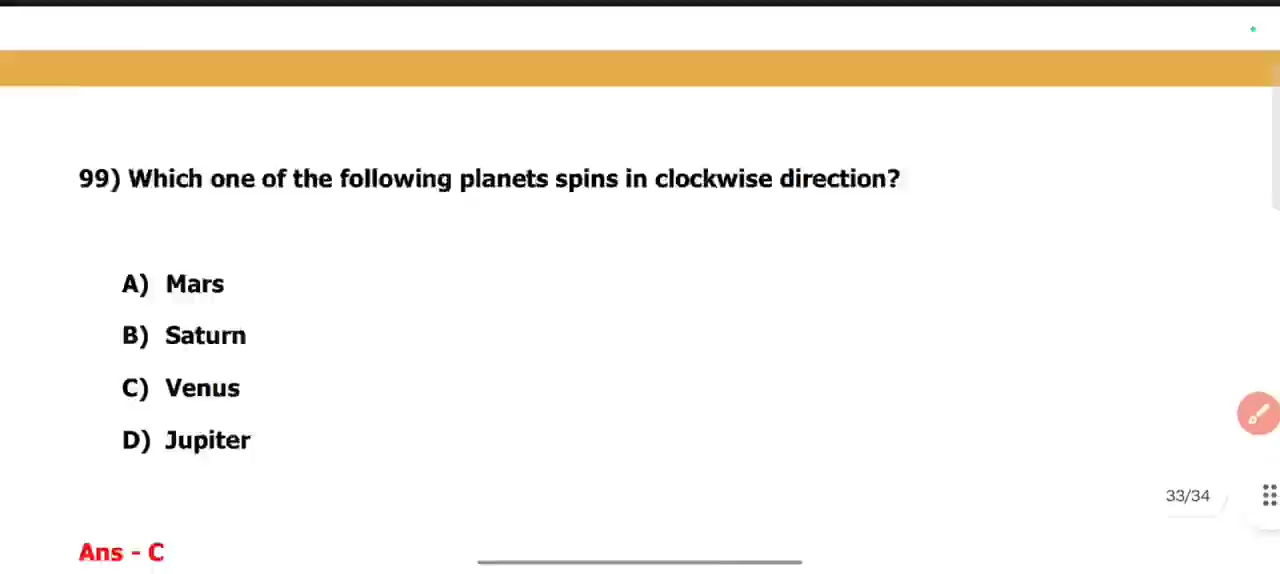 99) Which one of the following planets spins in clockwise direction?
A) Mars
B) Saturn
C) Venus
D) Jupiter
33/34
Ans - C